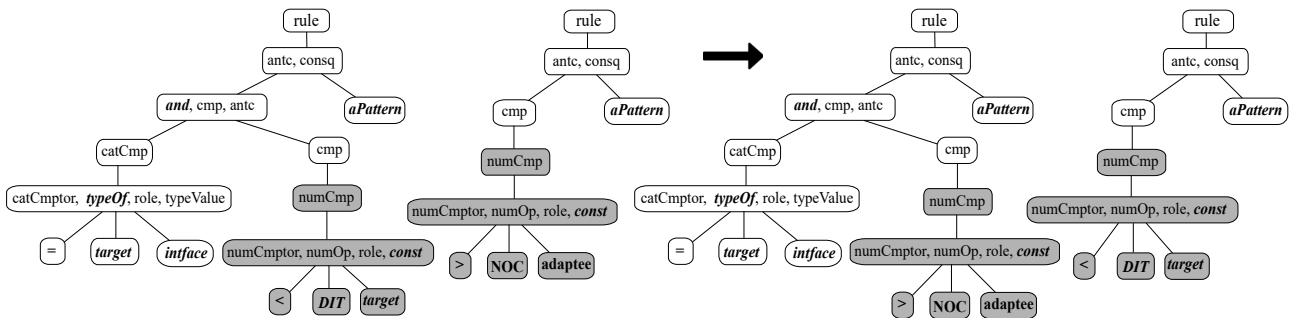 rule
antc, consq
and, cmp, antc
aPattern
catCmp
cmp
catCmptor, typeOf, role, typeValue
numCmp
=
target
intface
numCmptor, numOp, role, const
<
DIT
target
rule
antc, consq
cmp
aPattern
numCmp
numCmptor, numOp, role, const
>
NOC
adaptee
rule
antc, consq
and, cmp, antc
aPattern
catCmp
cmp
catCmptor, typeOf, role, typeValue
numCmp
=
target
intface
numCmptor, numOp, role, const
>
NOC
adaptee
rule
antc, consq
cmp
aPattern
numCmp
numCmptor, numOp, role, const
<
DIT
target